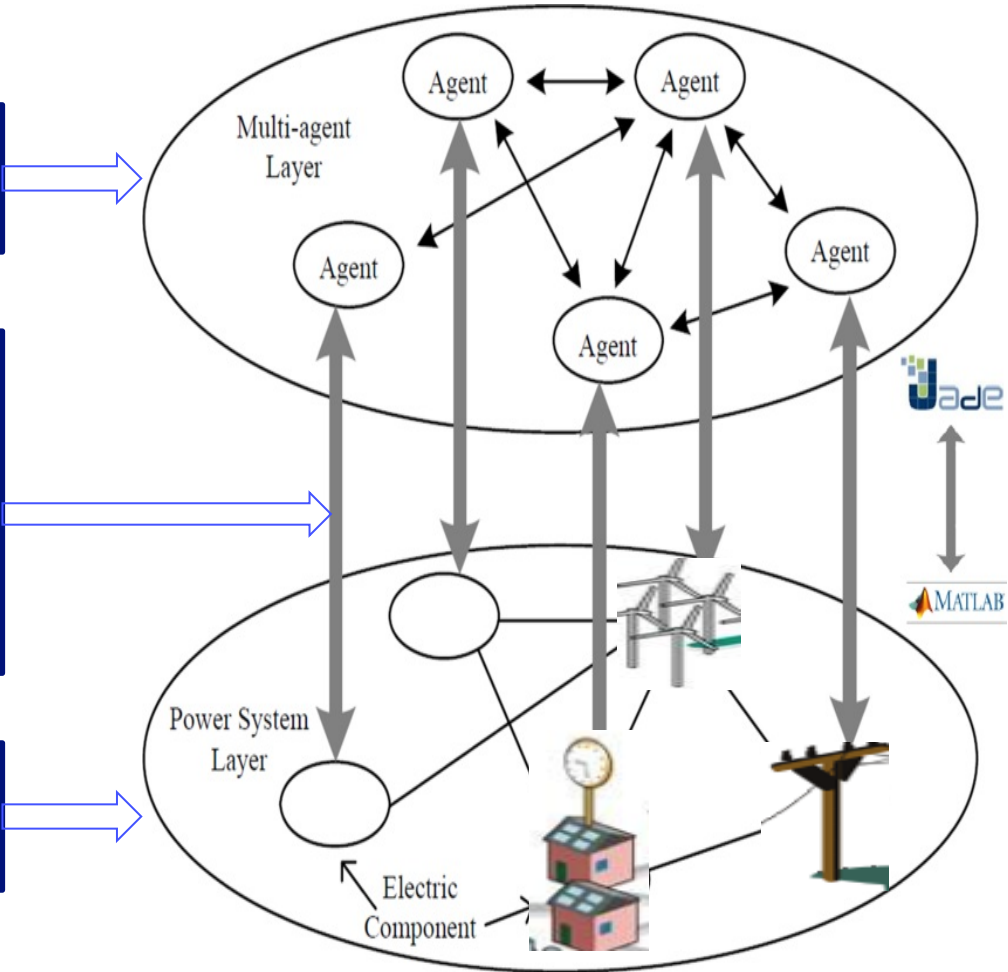 Agent
Agent
Multi-agent
Layer
Agent
Agent
Agent
Jade
MATLAB
Power System
Layer
Electric
Component